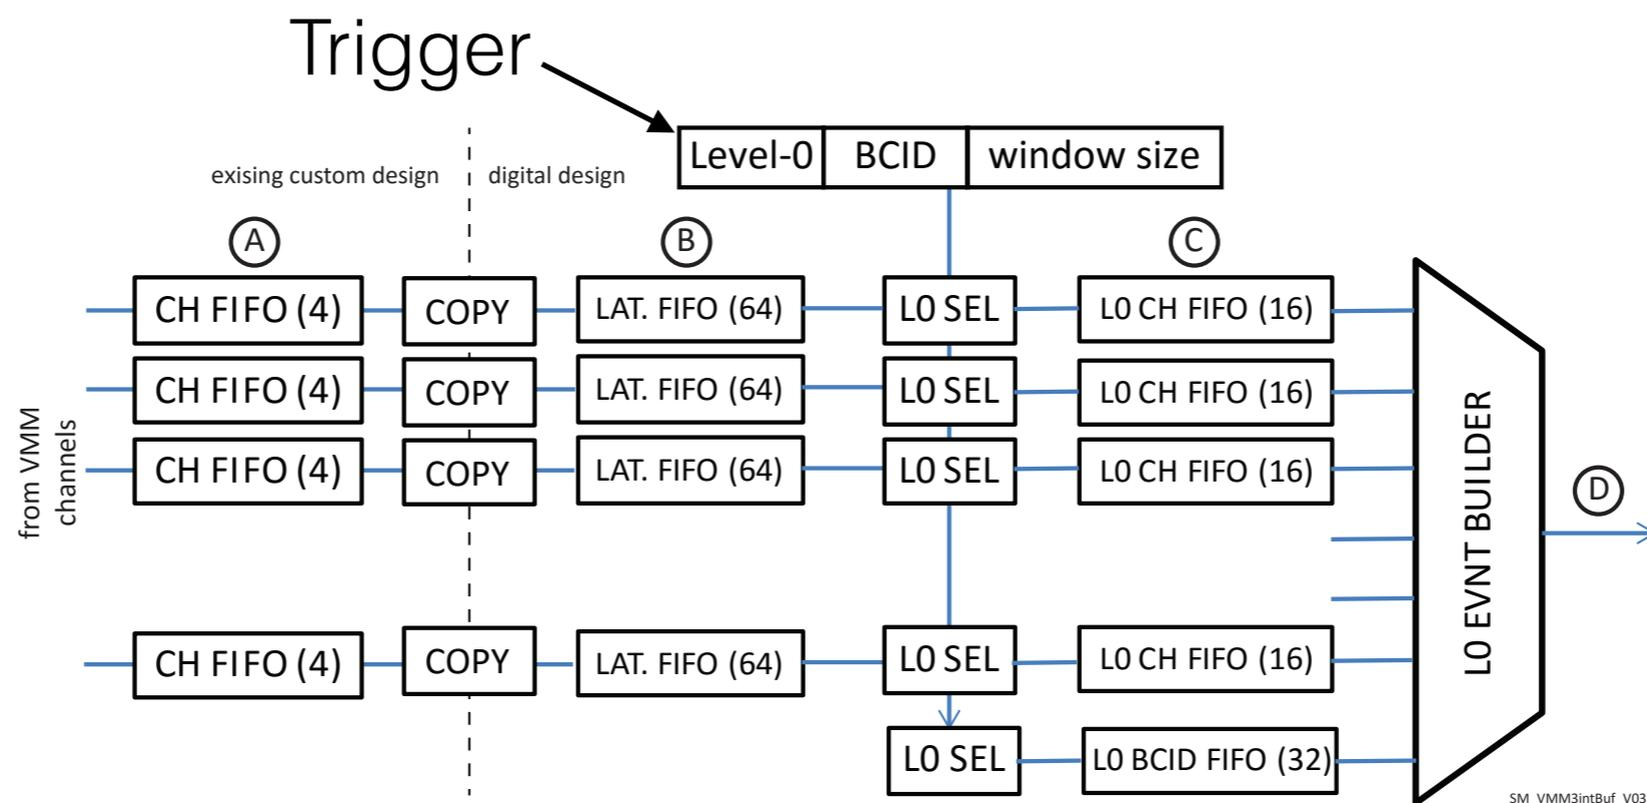 Trigger
Level-0 BCID window size
exising custom design digital design
A B C
CH FIFO (4) COPY LAT. FIFO (64) L0 SEL L0 CH FIFO (16)
CH FIFO (4) COPY LAT. FIFO (64) L0 SEL L0 CH FIFO (16)
CH FIFO (4) COPY LAT. FIFO (64) L0 SEL L0 CH FIFO (16)
from VMM
channels
L0 EVNT BUILDER
D
CH FIFO (4) COPY LAT. FIFO (64) L0 SEL L0 CH FIFO (16)
L0 SEL L0 BCID FIFO (32)
SM_VMM3intBuf_V03